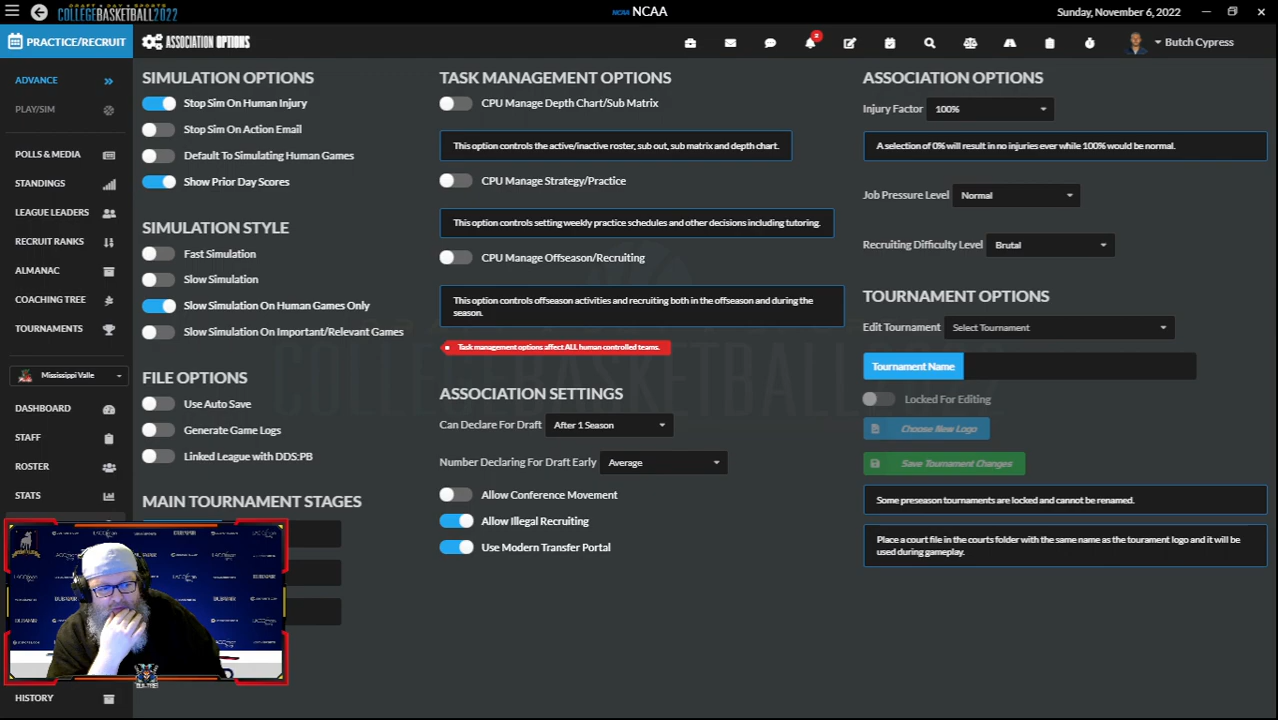 DRAFT DAY SPORTS
COLLEGE BASKETBALL 2022
NCAA NCAA
Sunday, November 6, 2022
PRACTICE/RECRUIT
ASSOCIATION OPTIONS
2
Butch Cypress
ADVANCE
PLAY/SIM
POLLS & MEDIA
STANDINGS
LEAGUE LEADERS
RECRUIT RANKS
ALMANAC
COACHING TREE
TOURNAMENTS
Mississippi Valle
DASHBOARD
STAFF
ROSTER
STATS
HISTORY
SIMULATION OPTIONS
Stop Sim On Human Injury
Stop Sim On Action Email
Default To Simulating Human Games
Show Prior Day Scores
SIMULATION STYLE
Fast Simulation
Slow Simulation
Slow Simulation On Human Games Only
Slow Simulation On Important/Relevant Games
FILE OPTIONS
Use Auto Save
Generate Game Logs
Linked League with DDS:PB
MAIN TOURNAMENT STAGES
TASK MANAGEMENT OPTIONS
CPU Manage Depth Chart/Sub Matrix
This option controls the active/inactive roster, sub out, sub matrix and depth chart.
CPU Manage Strategy/Practice
This option controls setting weekly practice schedules and other decisions including tutoring.
CPU Manage Offseason/Recruiting
This option controls offseason activities and recruiting both in the offseason and during the
season.
Task management options affect ALL human controlled teams.
ASSOCIATION SETTINGS
Can Declare For Draft After 1 Season
Number Declaring For Draft Early Average
Allow Conference Movement
Allow Illegal Recruiting
Use Modern Transfer Portal
ASSOCIATION OPTIONS
Injury Factor 100%
A selection of 0% will result in no injuries ever while 100% would be normal.
Job Pressure Level Normal
Recruiting Difficulty Level Brutal
TOURNAMENT OPTIONS
Edit Tournament Select Tournament
Tournament Name
Locked For Editing
Choose New Logo
Save Tournament Changes
Some preseason tournaments are locked and cannot be renamed.
Place a court file in the courts folder with the same name as the tourament logo and it will be
used during gameplay.